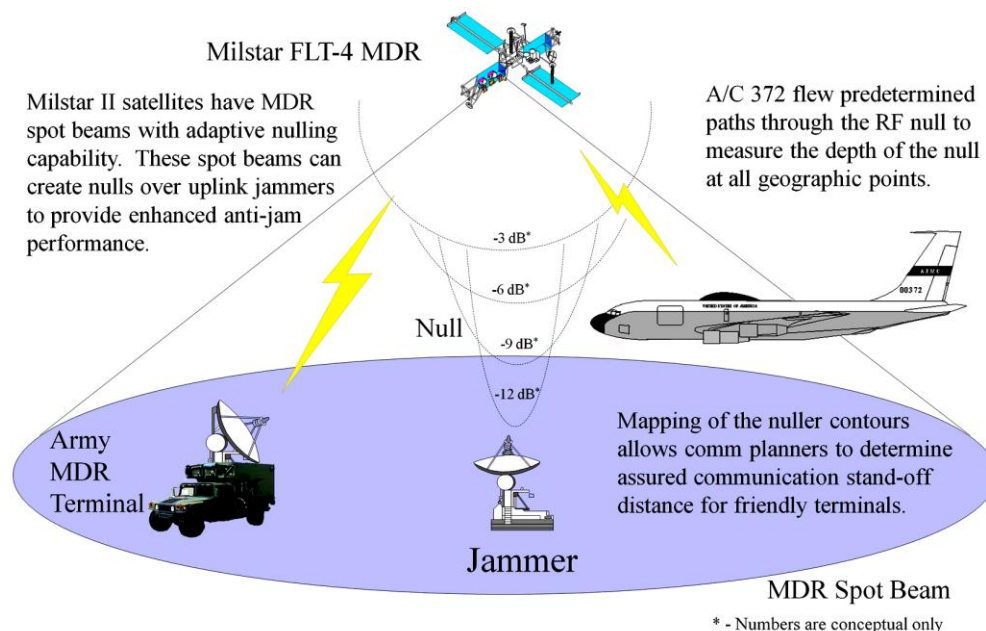 Milstar FLT-4 MDR
Milstar II satellites have MDR
spot beams with adaptive nulling
capability. These spot beams can
create nulls over uplink jammers
to provide enhanced anti-jam
performance.
A/C 372 flew predetermined
paths through the RF null to
measure the depth of the null
at all geographic points.
-3 dB*
-6 dB*
Null
-9 dB*
-12 dB*
88372
UNITED STATES OF AMERICA
Army
MDR
Terminal
Mapping of the nuller contours
allows comm planners to determine
assured communication stand-off
distance for friendly terminals.
Jammer
MDR Spot Beam
* - Numbers are conceptual only